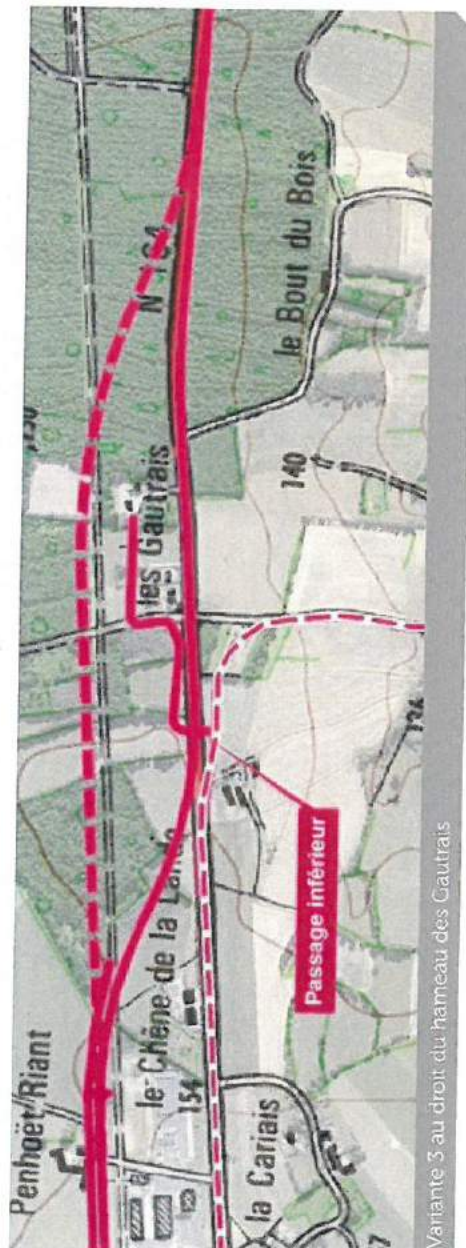 Penhoët/Riant
le Chêne de la Lande
154
la Cariais
7
Passage inférieur
les Gautrais
N 164
140
le Bout du Bois
Variante 3 au droit du hameau des Gautrais